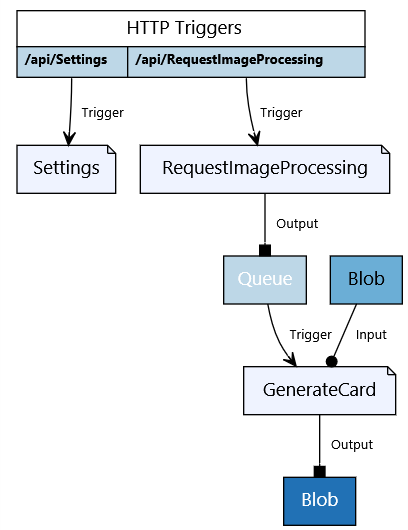 HTTP Triggers
/api/Settings /api/RequestImageProcessing
Trigger Trigger
Settings RequestImageProcessing
Output
Queue Blob
Trigger Input
GenerateCard
Output
Blob